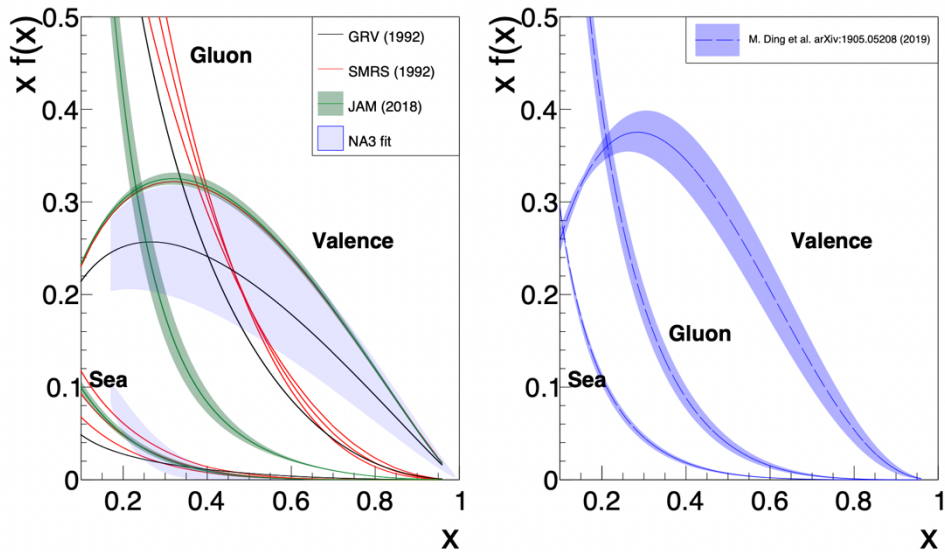 x f(x)
0.5
0.4
0.3
0.2
0.1
0
0.2
0.4
0.6
0.8
1
X
Gluon
Valence
Sea
GRV (1992)
SMRS (1992)
JAM (2018)
NA3 fit
x f(x)
0.5
0.4
0.3
0.2
0.1
0
0.2
0.4
0.6
0.8
1
X
M. Ding et al. arXiv:1905.05208 (2019)
Valence
Gluon
Sea